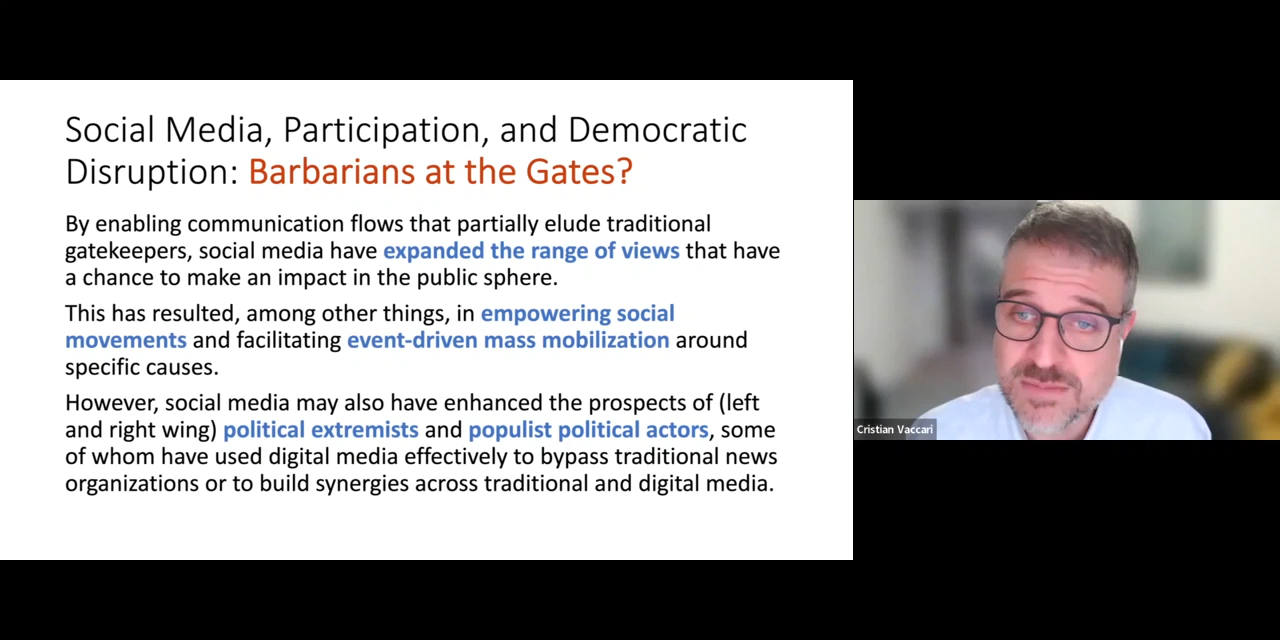 Social Media, Participation, and Democratic
Disruption: Barbarians at the Gates?
By enabling communication flows that partially elude traditional
gatekeepers, social media have expanded the range of views that have
a chance to make an impact in the public sphere.
This has resulted, among other things, in empowering social
movements and facilitating event-driven mass mobilization around
specific causes.
However, social media may also have enhanced the prospects of (left
and right wing) political extremists and populist political actors, some
of whom have used digital media effectively to bypass traditional news
organizations or to build synergies across traditional and digital media.
Cristian Vaccari